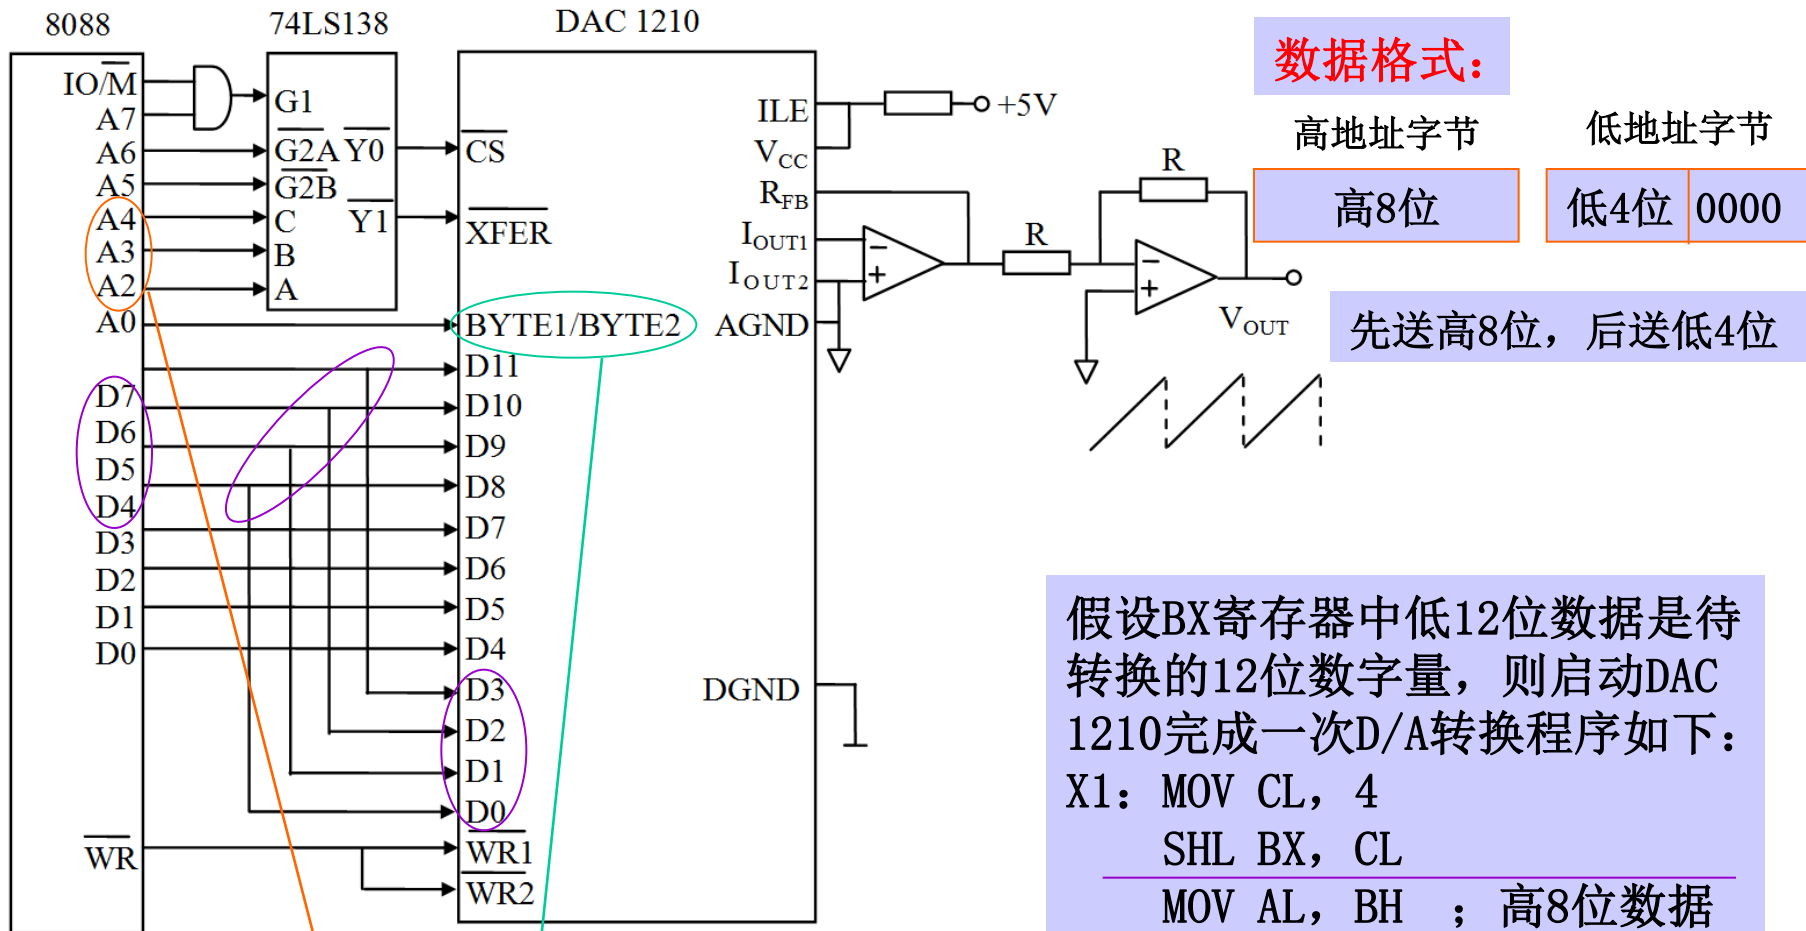 8088
74LS138
DAC 1210
IO/M
A7
A6
A5
A4
A3
A2
A0
D7
D6
D5
D4
D3
D2
D1
D0
WR
G1
G2A Y0
G2B
C Y1
B
A
CS
XFER
BYTE1/BYTE2
D11
D10
D9
D8
D7
D6
D5
D4
D3
D2
D1
D0
WR1
WR2
ILE
VCC
RFB
IOUT1
IOUT2
AGND
DGND
+5V
R
R
VOUT
数据格式：
高地址字节 低地址字节
高8位 低4位 0000
先送高8位，后送低4位
假设BX寄存器中低12位数据是待
转换的12位数字量，则启动DAC
1210完成一次D/A转换程序如下：
X1：MOV CL，4
SHL BX，CL
MOV AL，BH ；高8位数据